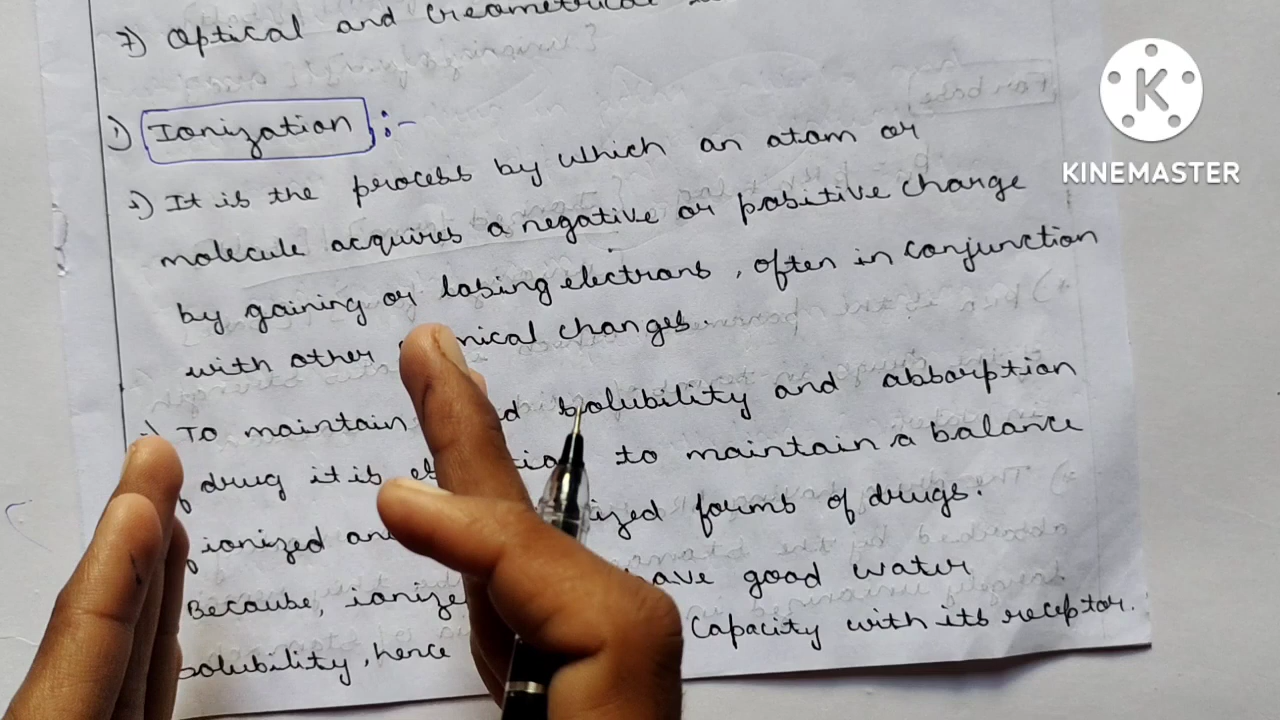 7) Optical and Geometrical
1) Ionization :-
It is the process by which an atom or
molecule acquires a negative or positive charge
by gaining or losing electrons, often in conjunction
with other chemical changes.
To maintain solubility and absorption
of drug it is to maintain a balance
ionized and forms of drugs.
Because, have good water
solubility, hence capacity with its receptor.
KINEMASTER